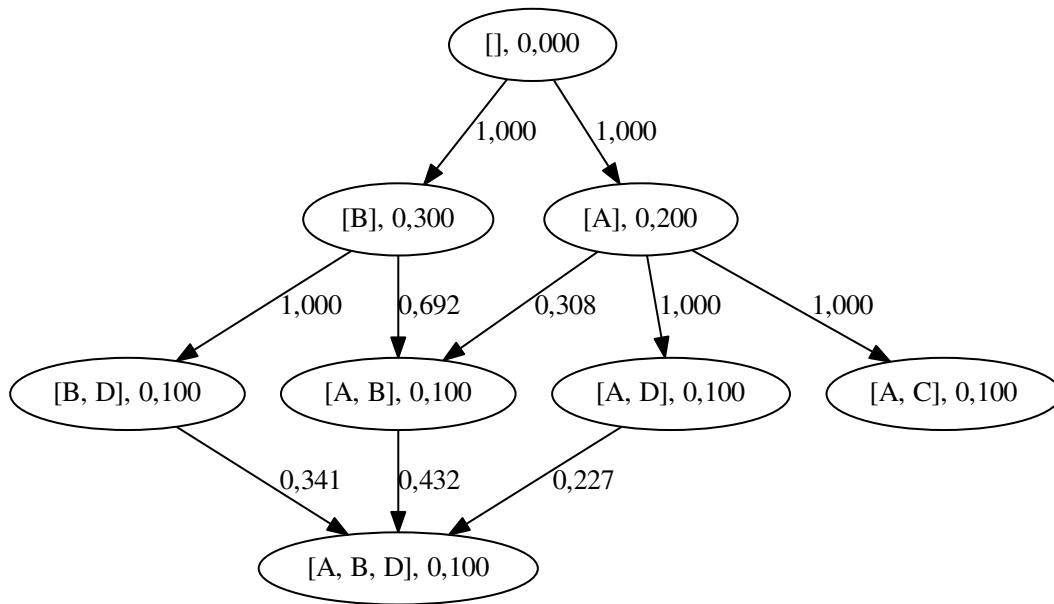 [], 0,000
1,000
1,000
[B], 0,300
[A], 0,200
1,000
0,692
0,308
1,000
1,000
[B, D], 0,100
[A, B], 0,100
[A, D], 0,100
[A, C], 0,100
0,341
0,432
0,227
[A, B, D], 0,100